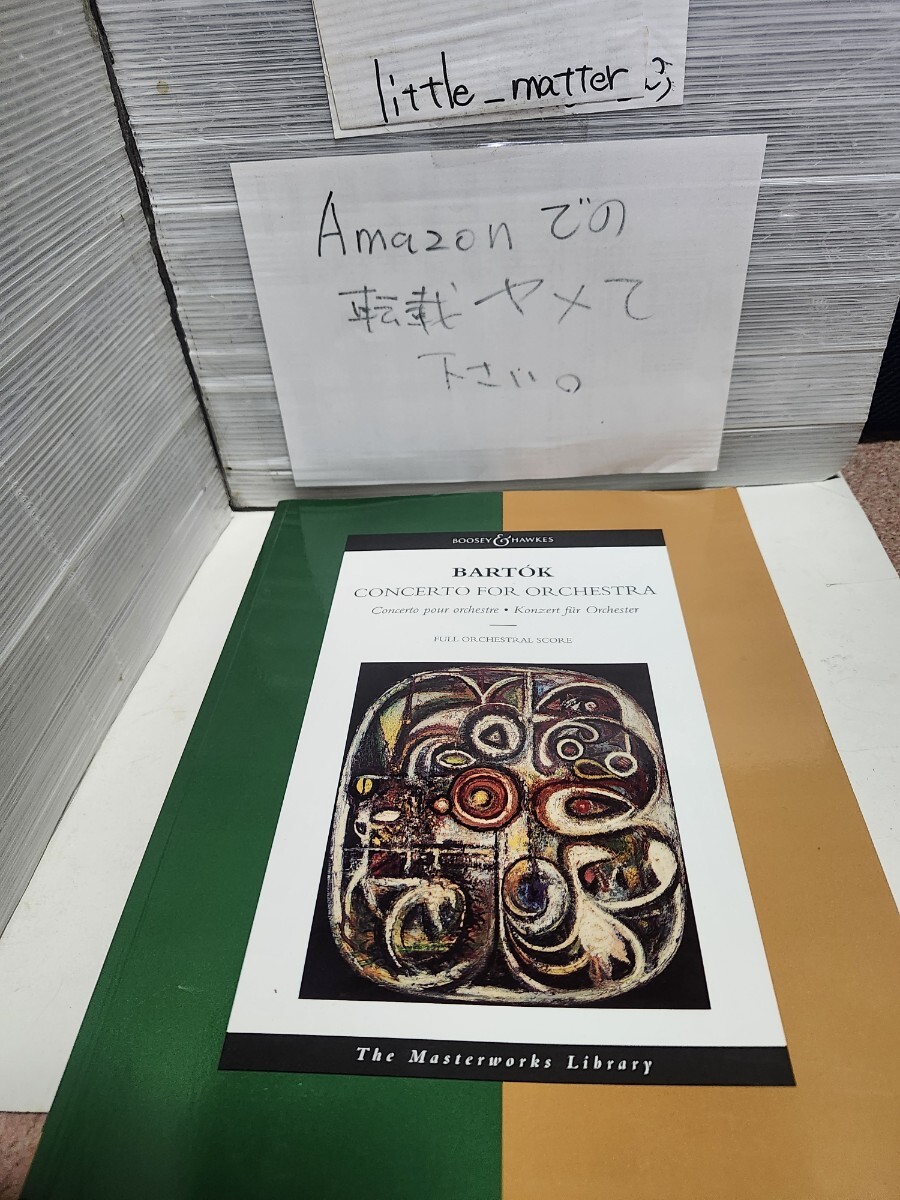 little_matter
Amazonでの
転載ヤメて
下さい。
BOOSEY & HAWKES
BARTÓK
CONCERTO FOR ORCHESTRA
Concerto pour orchestre • Konzert für Orchester
FULL ORCHESTRAL SCORE
The Masterworks Library